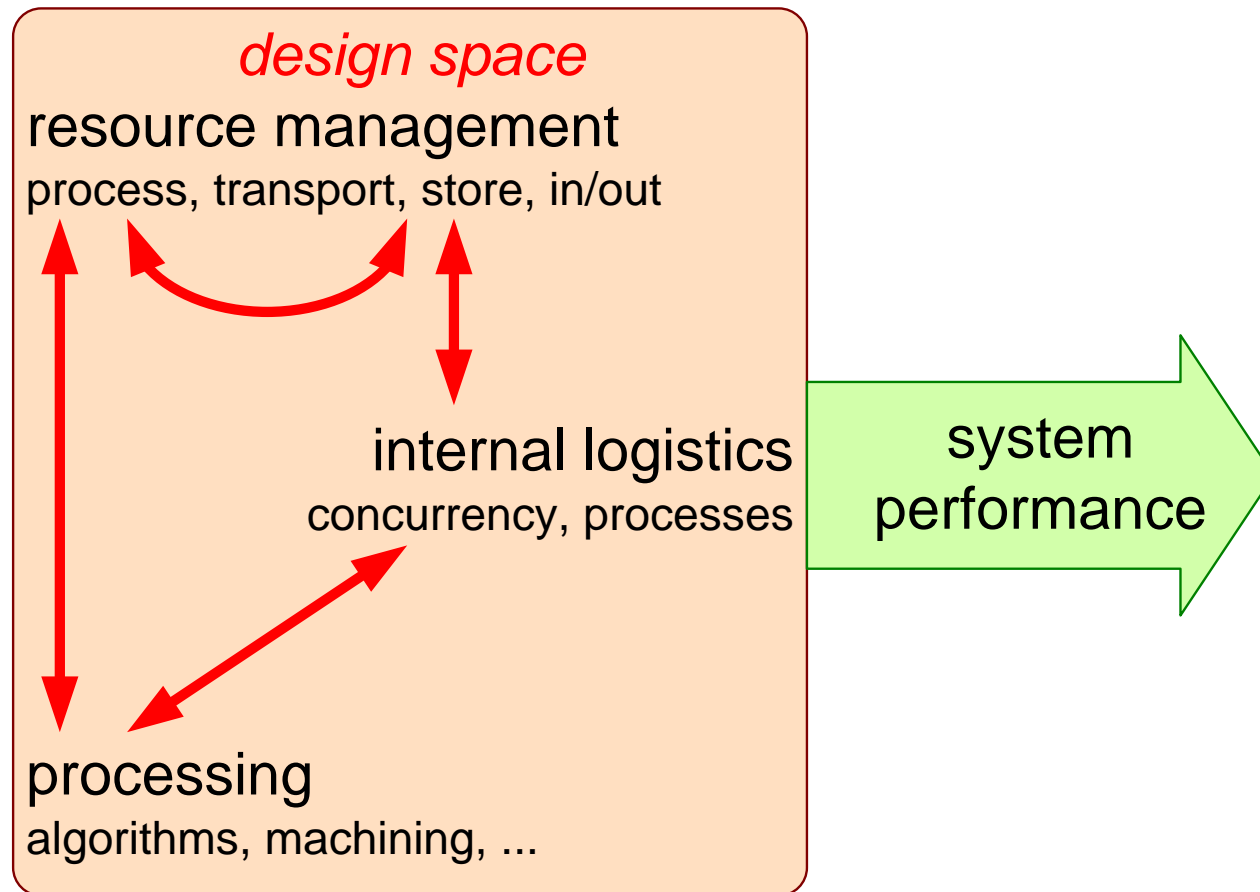 design space
resource management
process, transport, store, in/out
internal logistics
concurrency, processes
processing
algorithms, machining, ...
system
performance